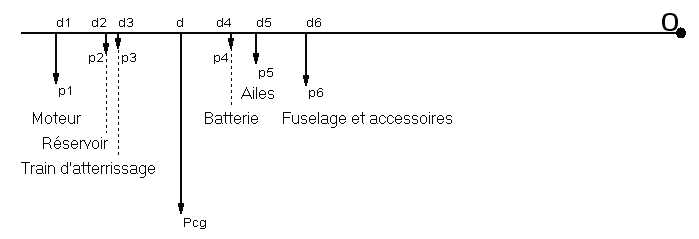 d1 d2 d3 d d4 d5 d6 O
p2 p3 p4
p1 p5 p6
Ailes
Moteur Batterie Fuselage et accessoires
Réservoir
Train d'atterrissage
Pcg